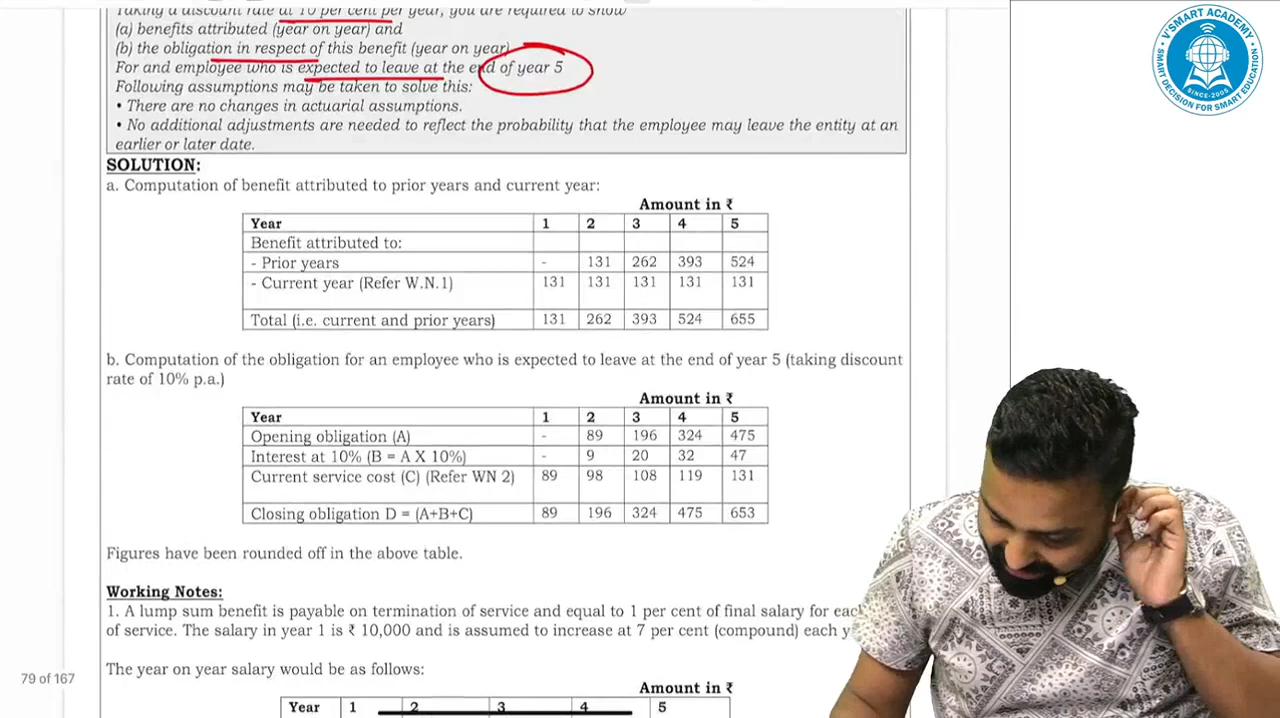 Taking a discount rate at 10 per cent per year, you are required to show
(a) benefits attributed (year on year) and
(b) the obligation in respect of this benefit (year on year)
For and employee who is expected to leave at the end of year 5
Following assumptions may be taken to solve this:
• There are no changes in actuarial assumptions.
• No additional adjustments are needed to reflect the probability that the employee may leave the entity at an
earlier or later date.
SOLUTION:
a. Computation of benefit attributed to prior years and current year:
Amount in ₹
Year 1 2 3 4 5
Benefit attributed to:
- Prior years - 131 262 393 524
- Current year (Refer W.N.1) 131 131 131 131 131
Total (i.e. current and prior years) 131 262 393 524 655
b. Computation of the obligation for an employee who is expected to leave at the end of year 5 (taking discount
rate of 10% p.a.)
Amount in ₹
Year 1 2 3 4 5
Opening obligation (A) - 89 196 324 475
Interest at 10% (B = A X 10%) - 9 20 32 47
Current service cost (C) (Refer WN 2) 89 98 108 119 131
Closing obligation D = (A+B+C) 89 196 324 475 653
Figures have been rounded off in the above table.
Working Notes:
1. A lump sum benefit is payable on termination of service and equal to 1 per cent of final salary for
of service. The salary in year 1 is ₹ 10,000 and is assumed to increase at 7 per cent (compound) each
The year on year salary would be as follows:
Amount in ₹
Year 1 2 3 4 5
79 of 167
V'SMART ACADEMY
SINCE-2005
SMART DECISION FOR SMART EDUCATION